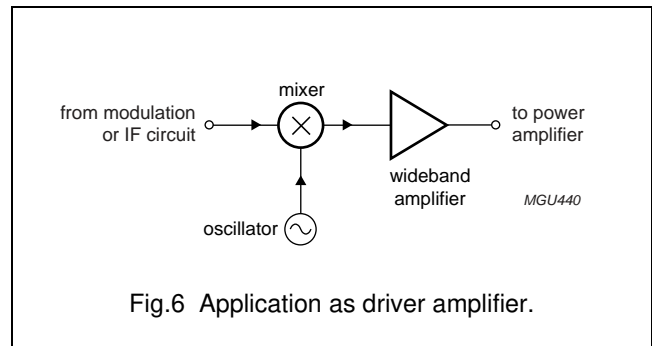 mixer
from modulation
or IF circuit
to power
amplifier
wideband
amplifier
MGU440
oscillator
Fig.6 Application as driver amplifier.